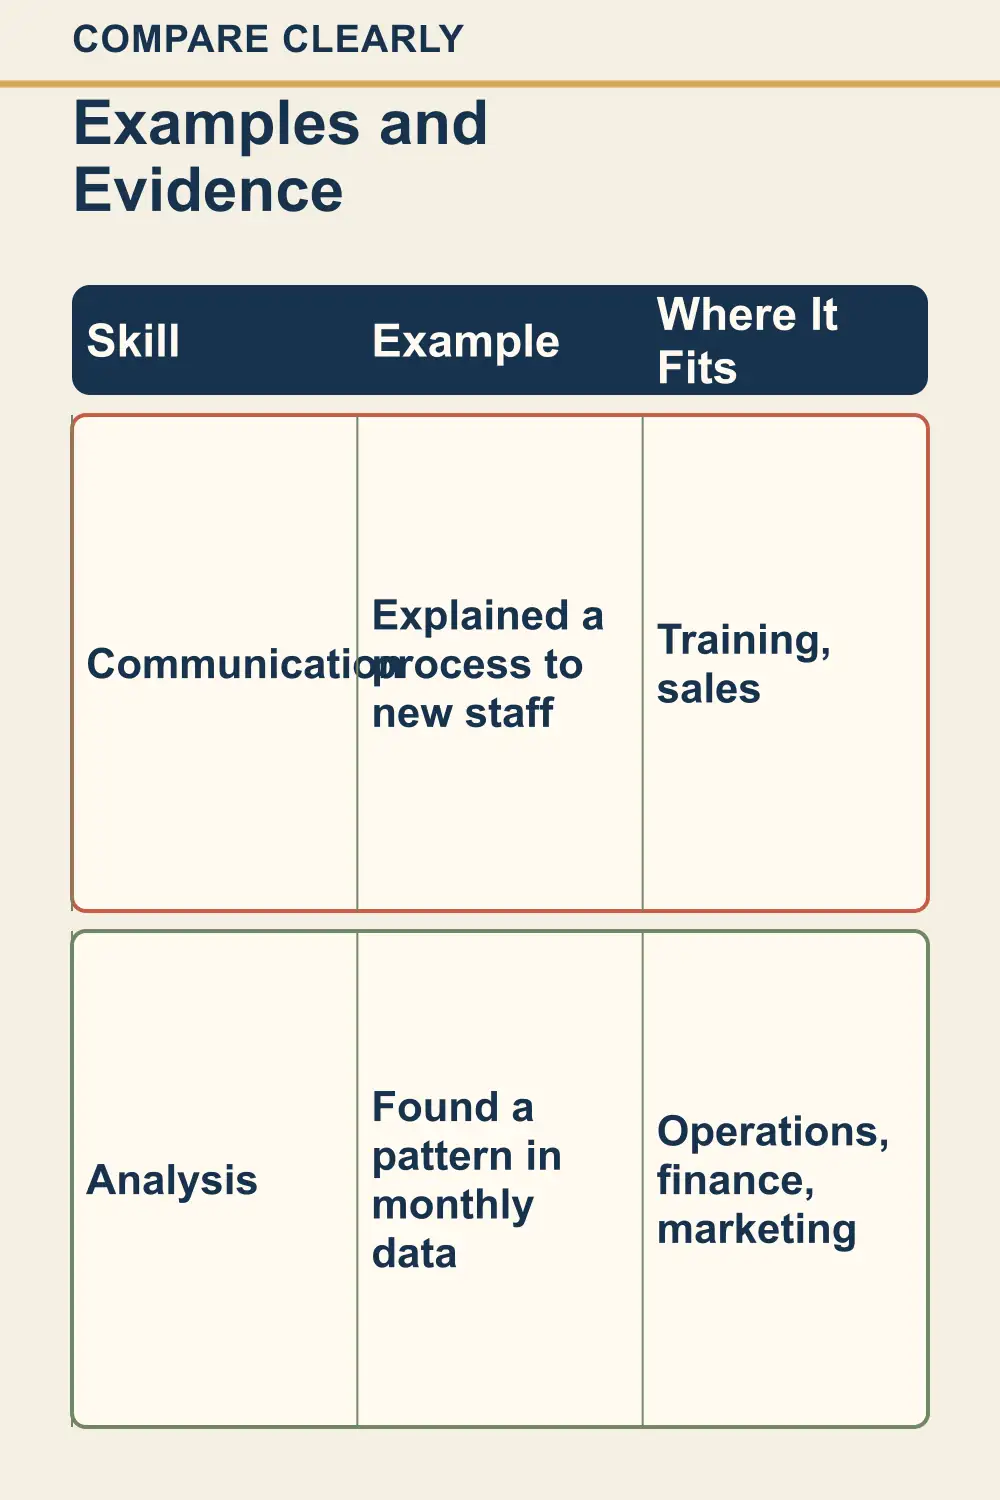 COMPARE CLEARLY
Examples and
Evidence
Skill
Example
Where It
Fits
Communication
Explained a
process to
new staff
Training,
sales
Analysis
Found a
pattern in
monthly
data
Operations,
finance,
marketing